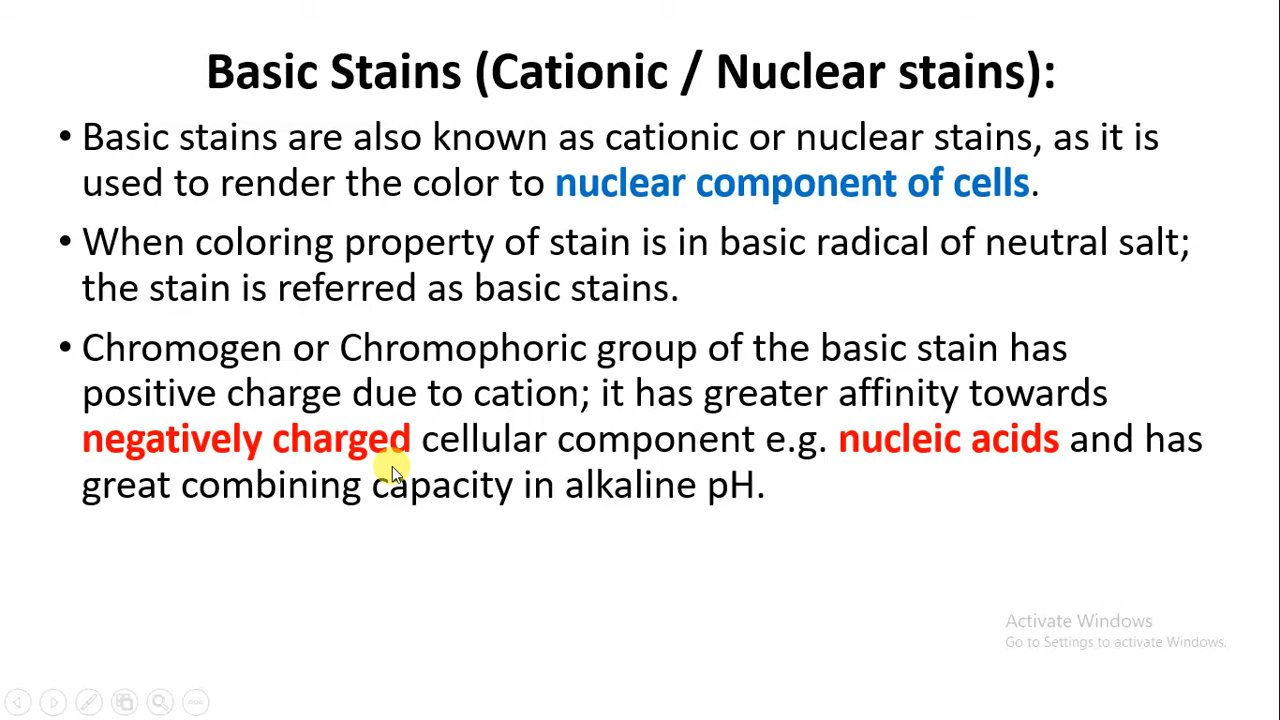 Basic Stains (Cationic / Nuclear stains):
• Basic stains are also known as cationic or nuclear stains, as it is
used to render the color to nuclear component of cells.
• When coloring property of stain is in basic radical of neutral salt;
the stain is referred as basic stains.
• Chromogen or Chromophoric group of the basic stain has
positive charge due to cation; it has greater affinity towards
negatively charged cellular component e.g. nucleic acids and has
great combining capacity in alkaline pH.
Activate Windows
Go to Settings to activate Windows.